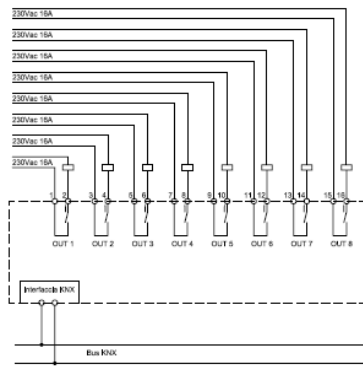 230Vac 16A
230Vac 16A
230Vac 16A
230Vac 16A
230Vac 16A
230Vac 16A
230Vac 16A
230Vac 16A
1 2 3 4 5 6 7 8 9 10 11 12 13 14 15 16
OUT 1 OUT 2 OUT 3 OUT 4 OUT 5 OUT 6 OUT 7 OUT 8
Interfaccia KNX
Bus KNX